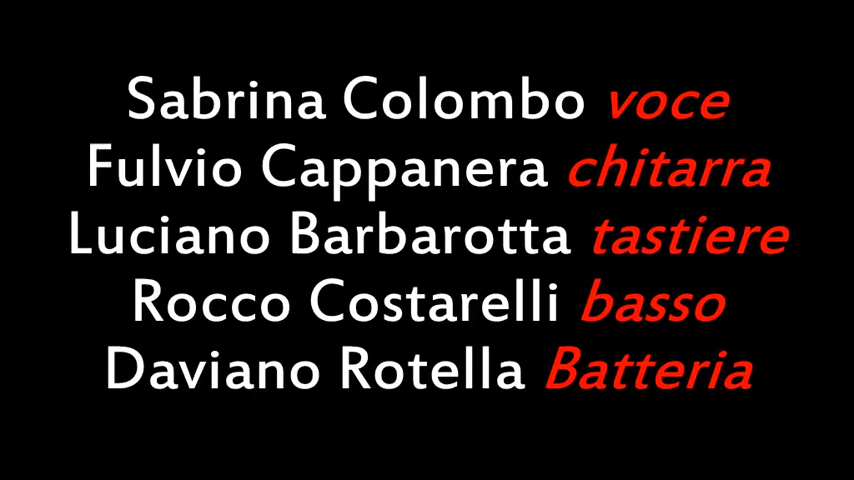 Sabrina Colombo voce
Fulvio Cappanera chitarra
Luciano Barbarotta tastiere
Rocco Costarelli basso
Daviano Rotella Batteria